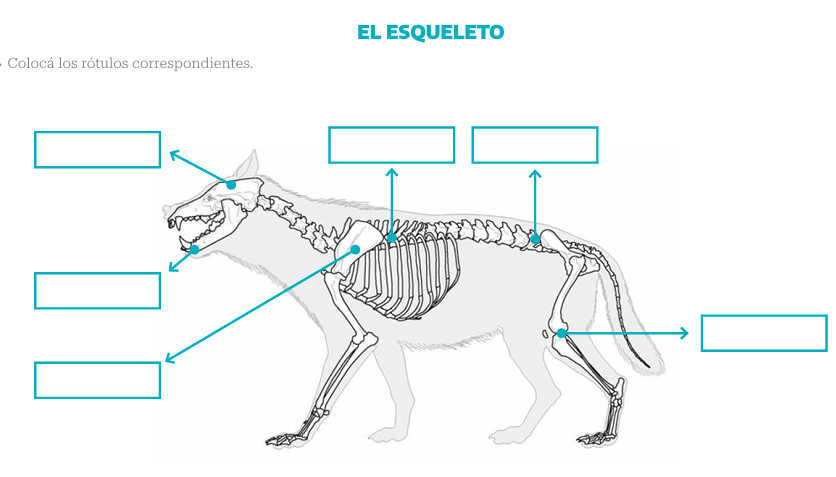 EL ESQUELETO
Colocá los rótulos correspondientes.